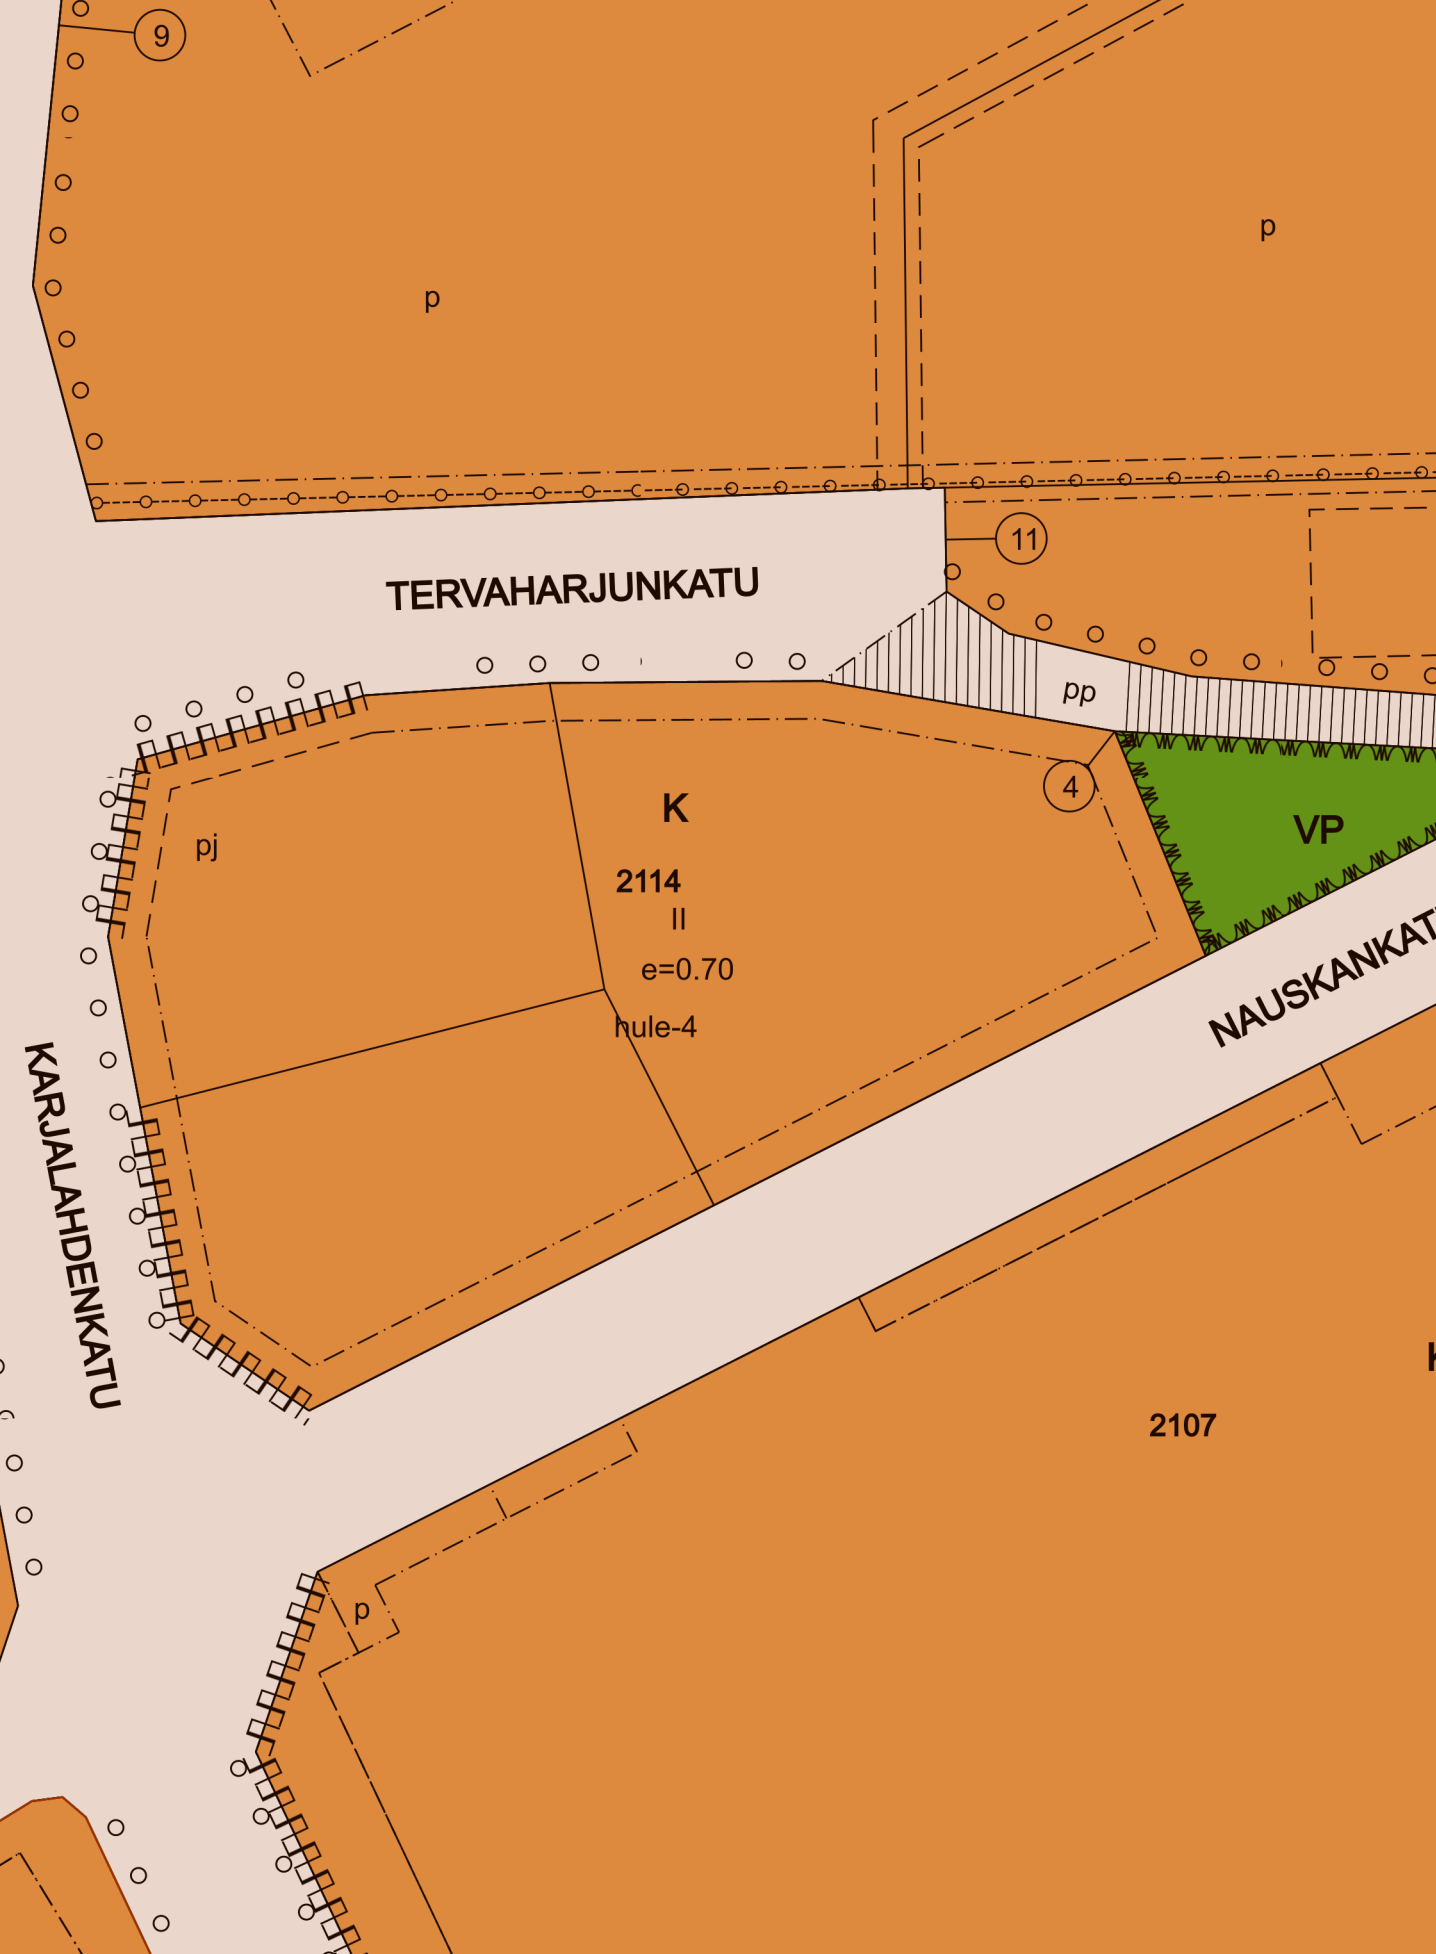 9
p
p
11
TERVAHARJUNKATU
pp
K
4
VP
pj
2114
II
e=0.70
hule-4
KARJALAHDENKATU
2107
p